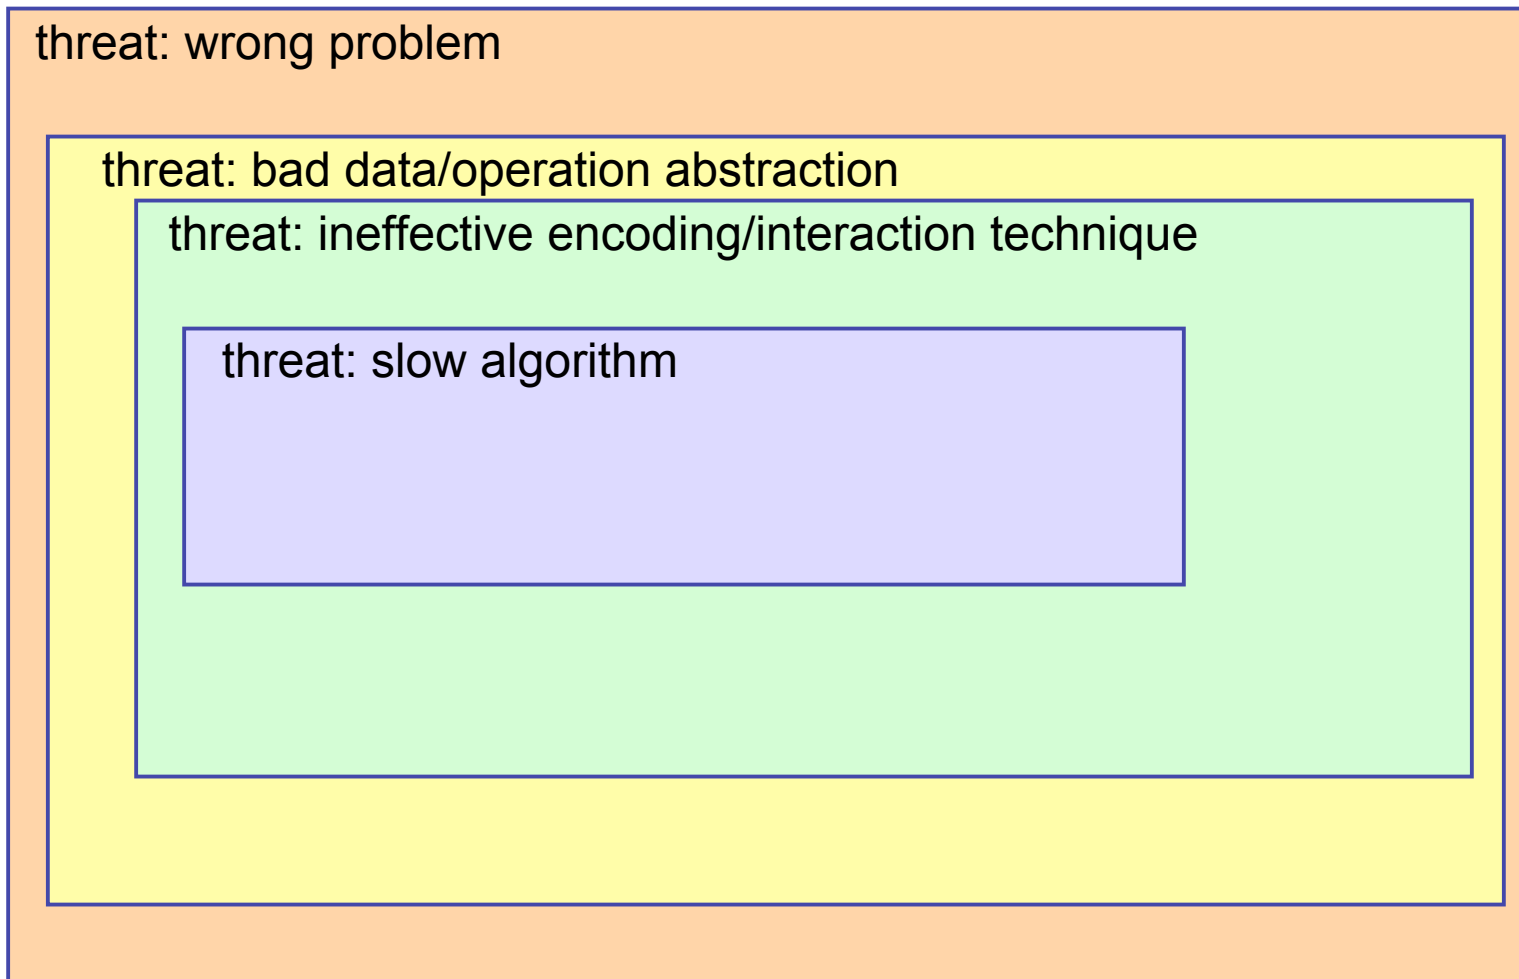 threat: wrong problem
threat: bad data/operation abstraction
threat: ineffective encoding/interaction technique
threat: slow algorithm